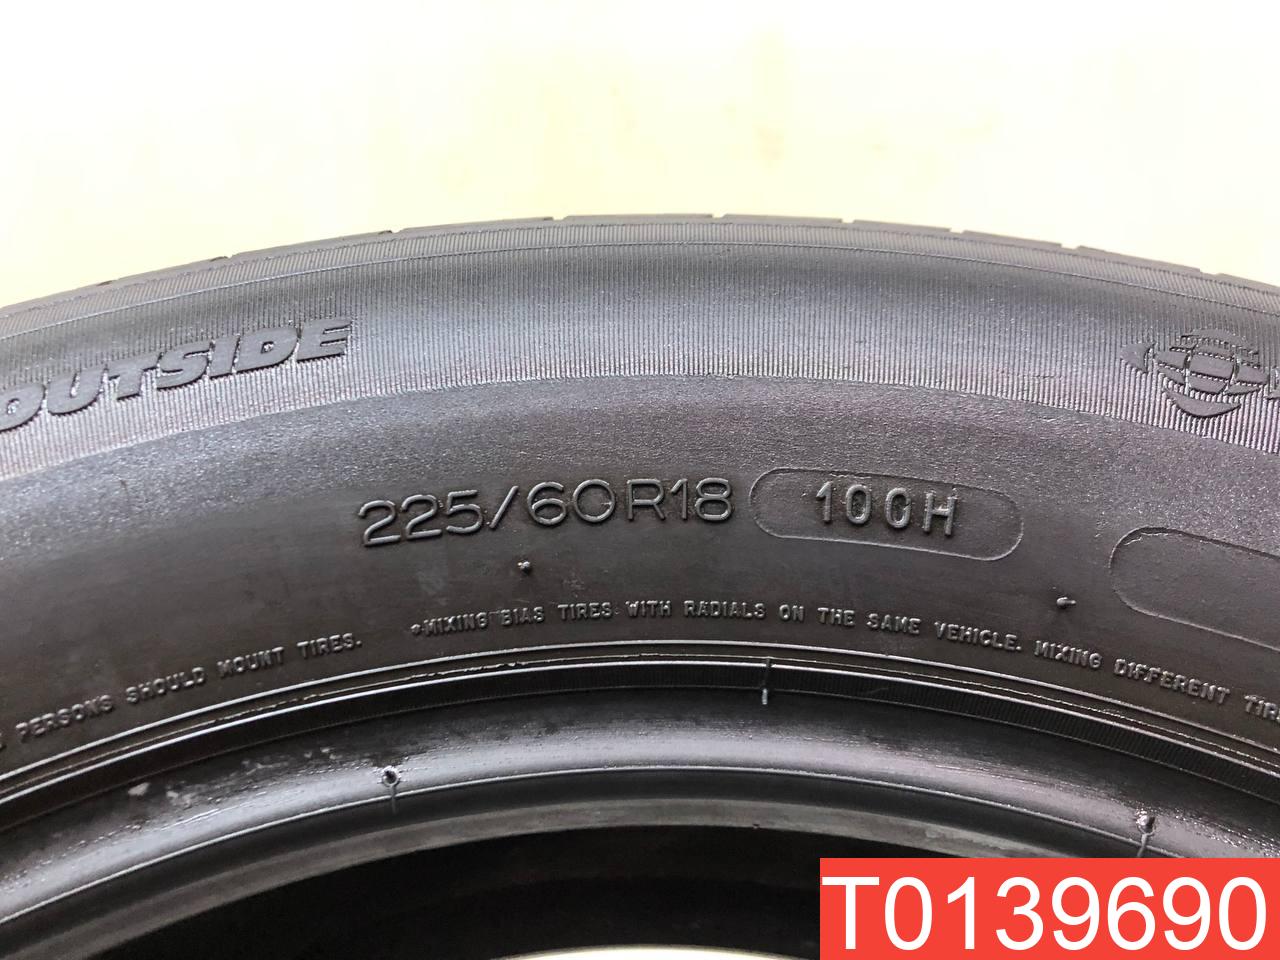 OUTSIDE
225/60R18 100H
PERSONS SHOULD MOUNT TIRES. *MIXING BIAS TIRES WITH RADIALS ON THE SAME VEHICLE. MIXING DIFFERENT
T0139690